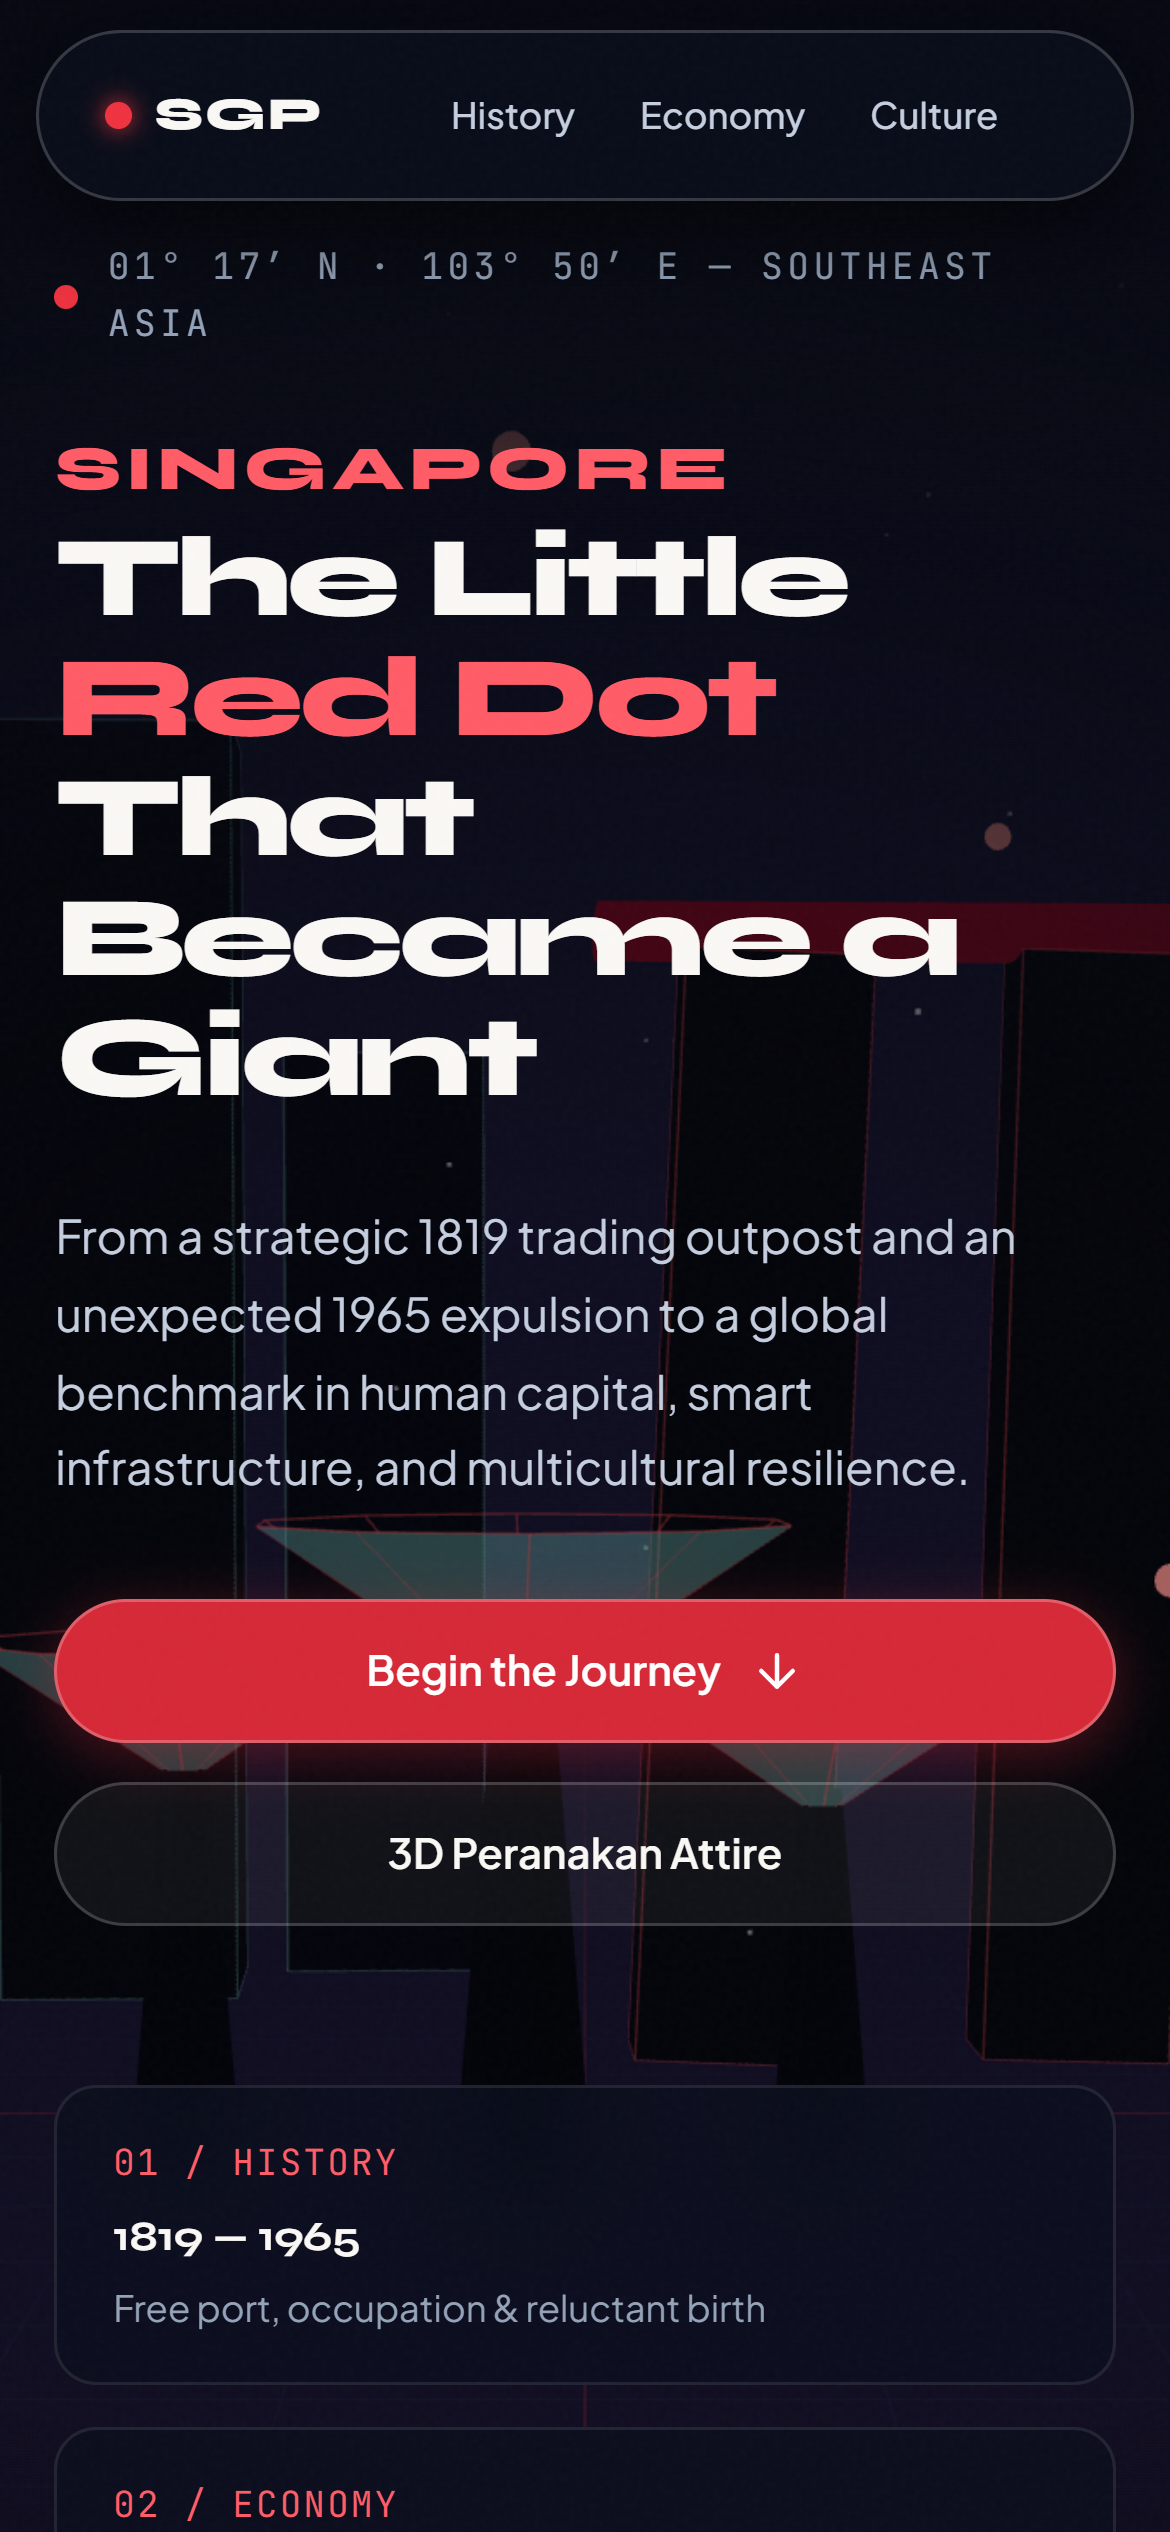 SGP
History Economy Culture
01° 17′ N · 103° 50′ E — SOUTHEAST
ASIA
SINGAPORE
The Little
Red Dot
That
Became a
Giant
From a strategic 1819 trading outpost and an
unexpected 1965 expulsion to a global
benchmark in human capital, smart
infrastructure, and multicultural resilience.
Begin the Journey ↓
3D Peranakan Attire
01 / HISTORY
1819 — 1965
Free port, occupation & reluctant birth
02 / ECONOMY